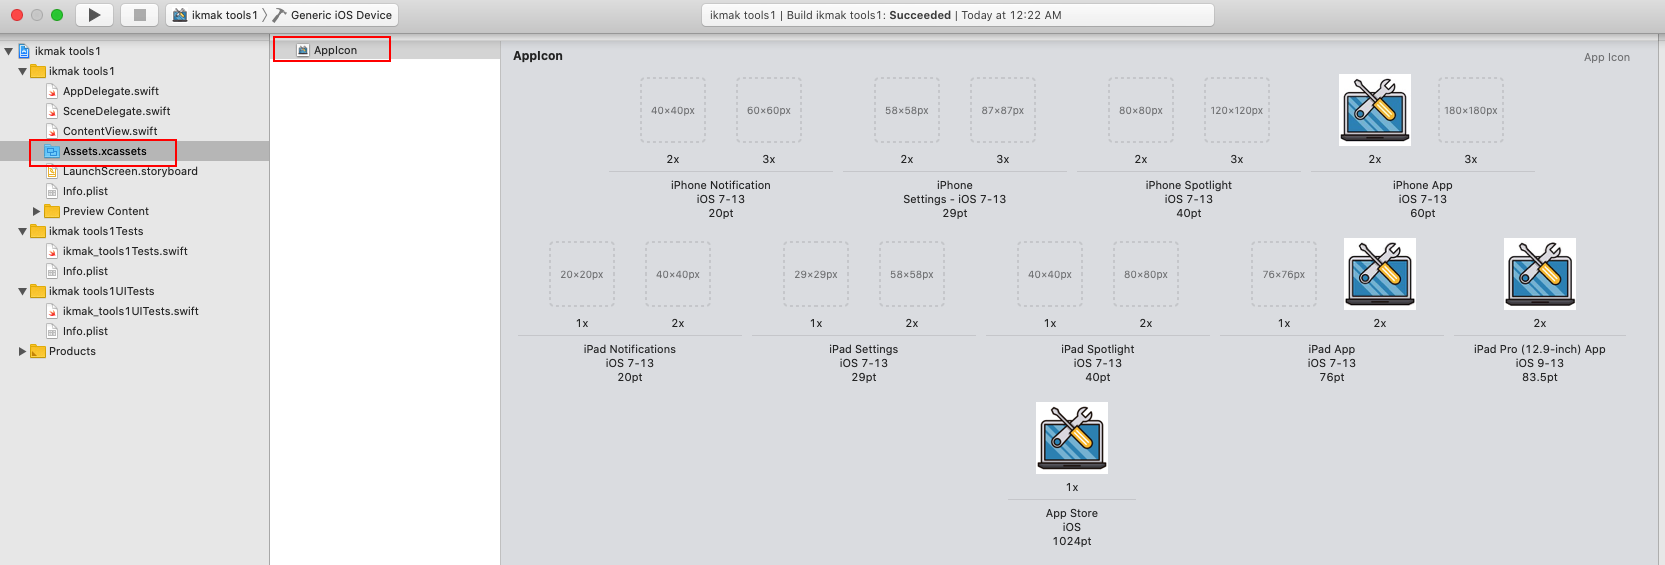 ikmak tools1 〉 Generic iOS Device
ikmak tools1 | Build ikmak tools1: Succeeded | Today at 12:22 AM
ikmak tools1
ikmak tools1
AppDelegate.swift
SceneDelegate.swift
ContentView.swift
Assets.xcassets
LaunchScreen.storyboard
Info.plist
Preview Content
ikmak tools1Tests
ikmak_tools1Tests.swift
Info.plist
ikmak tools1UITests
ikmak_tools1UITests.swift
Info.plist
Products
AppIcon
AppIcon
App Icon
40×40px 60×60px 58×58px 87×87px 80×80px 120×120px 180×180px
2x 3x 2x 3x 2x 3x 2x 3x
iPhone Notification
iOS 7-13
20pt
iPhone
Settings - iOS 7-13
29pt
iPhone Spotlight
iOS 7-13
40pt
iPhone App
iOS 7-13
60pt
20×20px 40×40px 29×29px 58×58px 40×40px 80×80px 76×76px
1x 2x 1x 2x 1x 2x 1x 2x 2x
iPad Notifications
iOS 7-13
20pt
iPad Settings
iOS 7-13
29pt
iPad Spotlight
iOS 7-13
40pt
iPad App
iOS 7-13
76pt
iPad Pro (12.9-inch) App
iOS 9-13
83.5pt
1x
App Store
iOS
1024pt